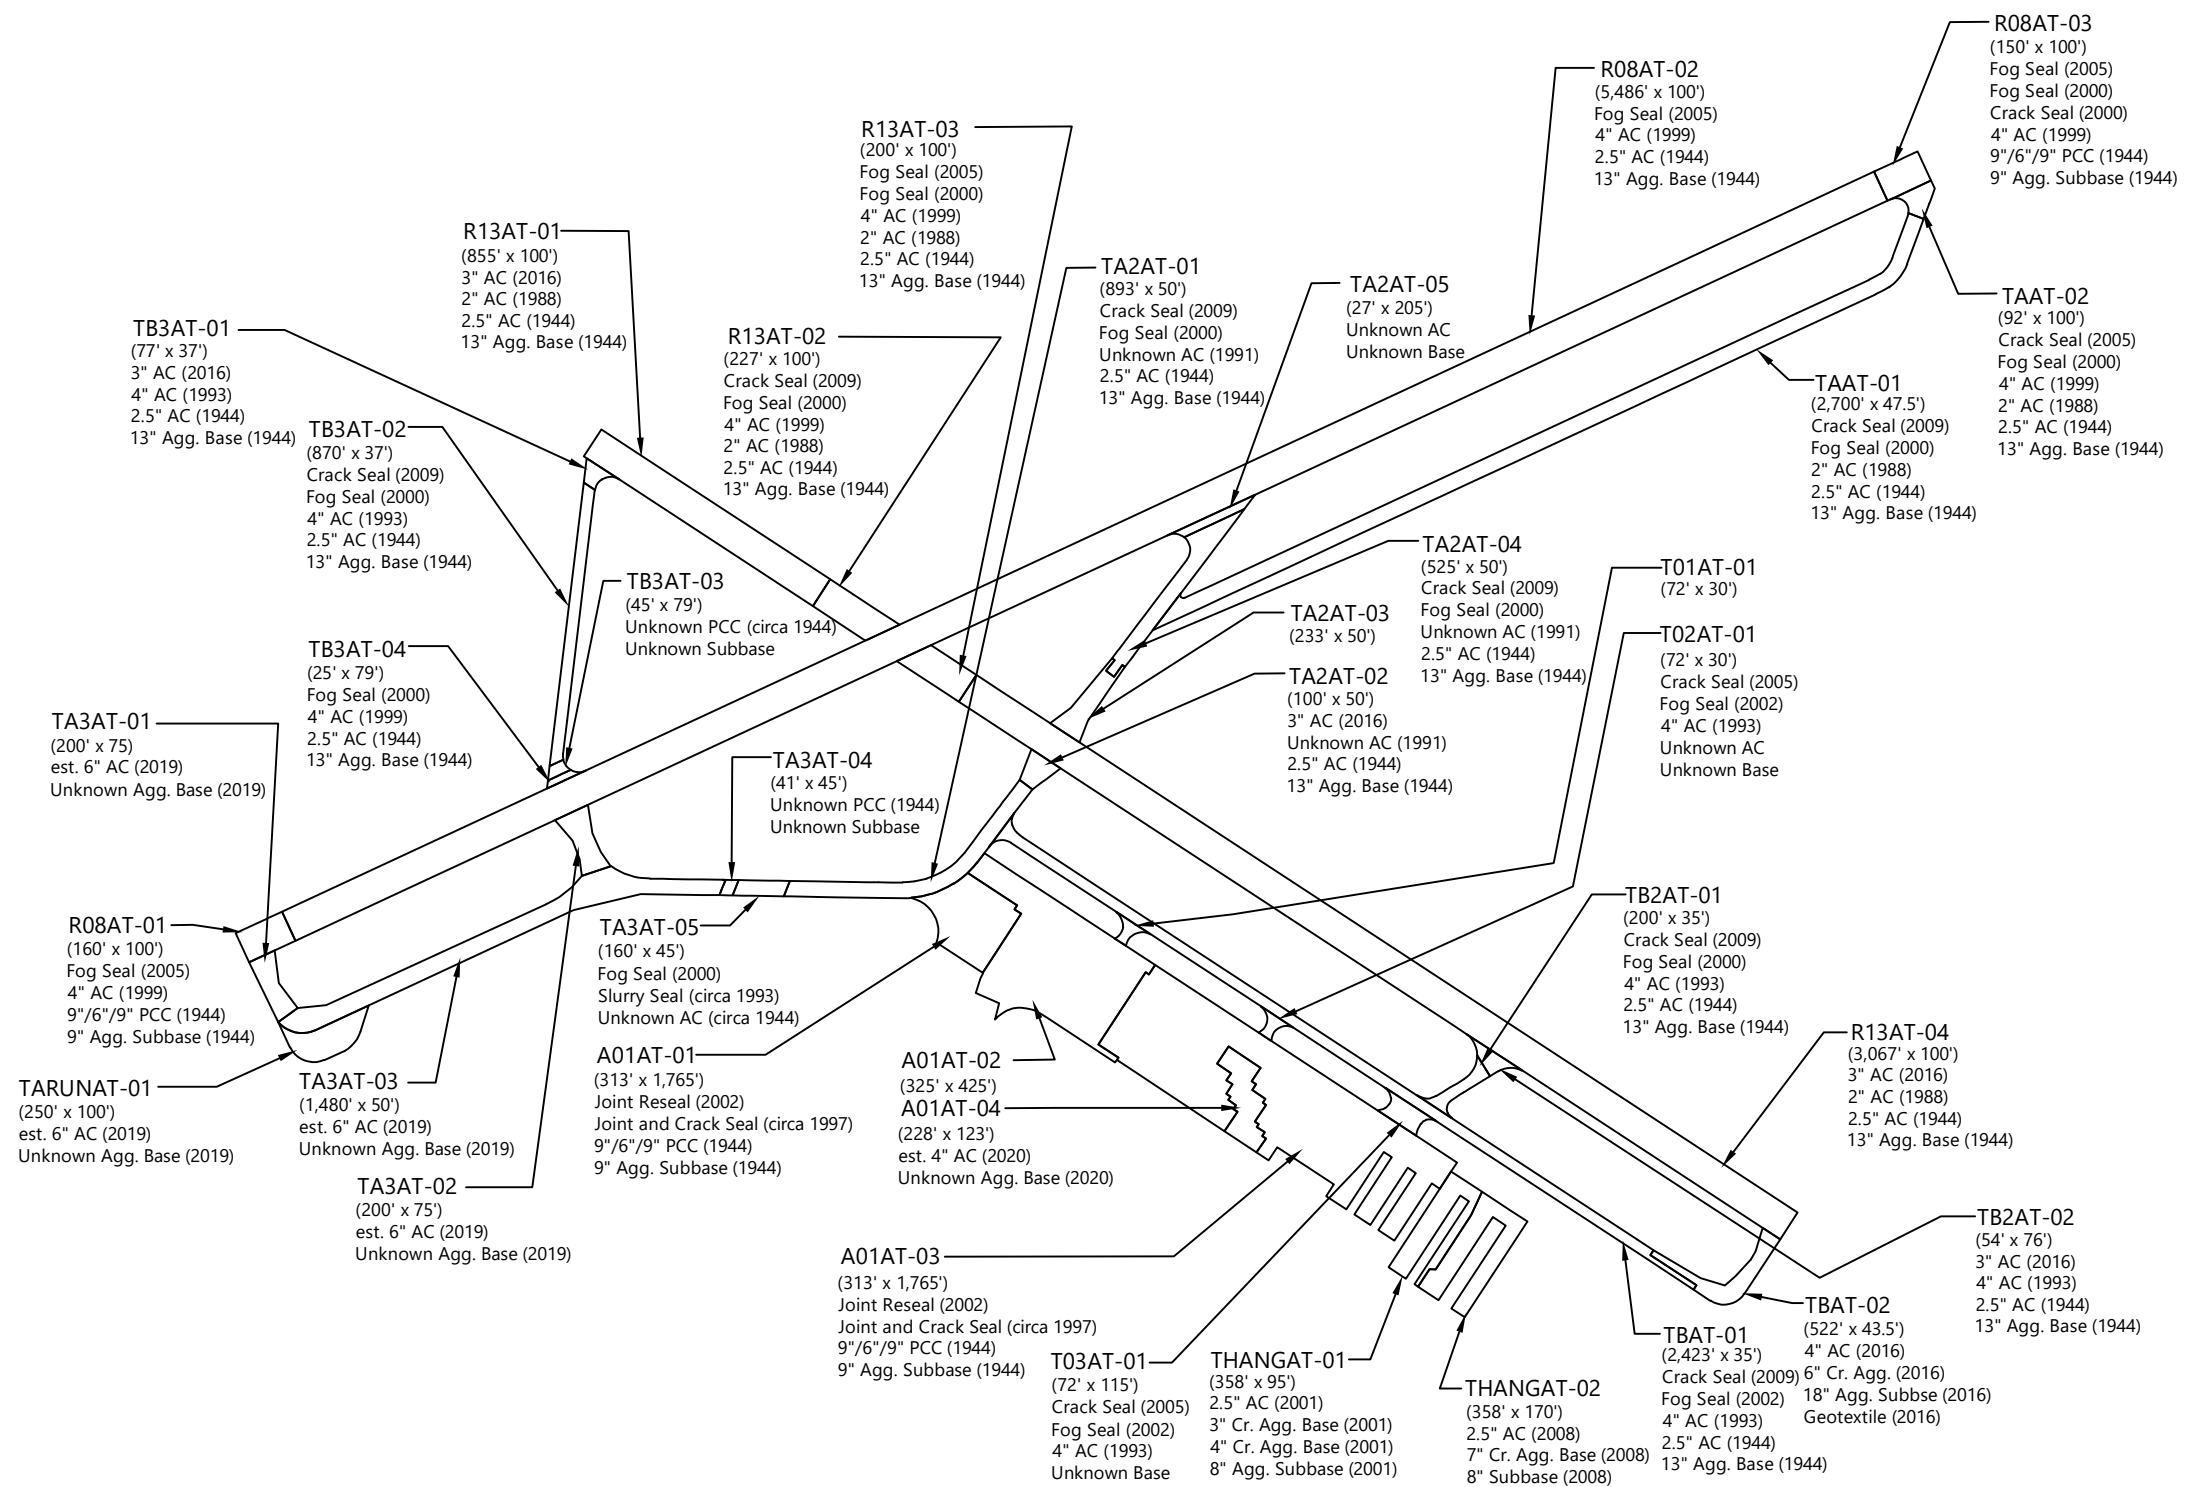 R08AT-03
(150' x 100')
Fog Seal (2005)
Fog Seal (2000)
Crack Seal (2000)
4" AC (1999)
9"/6"/9" PCC (1944)
9" Agg. Subbase (1944)
R08AT-02
(5,486' x 100')
Fog Seal (2005)
4" AC (1999)
2.5" AC (1944)
13" Agg. Base (1944)
R13AT-03
(200' x 100')
Fog Seal (2005)
Fog Seal (2000)
4" AC (1999)
2" AC (1988)
2.5" AC (1944)
13" Agg. Base (1944)
R13AT-01
(855' x 100')
3" AC (2016)
2" AC (1988)
2.5" AC (1944)
13" Agg. Base (1944)
TA2AT-01
(893' x 50')
Crack Seal (2009)
Fog Seal (2000)
Unknown AC (1991)
2.5" AC (1944)
13" Agg. Base (1944)
TA2AT-05
(27' x 205')
Unknown AC
Unknown Base
TAAT-02
(92' x 100')
Crack Seal (2005)
Fog Seal (2000)
4" AC (1999)
2" AC (1988)
2.5" AC (1944)
13" Agg. Base (1944)
TB3AT-01
(77' x 37')
3" AC (2016)
4" AC (1993)
2.5" AC (1944)
13" Agg. Base (1944)
R13AT-02
(227' x 100')
Crack Seal (2009)
Fog Seal (2000)
4" AC (1999)
2" AC (1988)
2.5" AC (1944)
13" Agg. Base (1944)
TAAT-01
(2,700' x 47.5')
Crack Seal (2009)
Fog Seal (2000)
2" AC (1988)
2.5" AC (1944)
13" Agg. Base (1944)
TB3AT-02
(870' x 37')
Crack Seal (2009)
Fog Seal (2000)
4" AC (1993)
2.5" AC (1944)
13" Agg. Base (1944)
TA2AT-04
(525' x 50')
Crack Seal (2009)
Fog Seal (2000)
Unknown AC (1991)
2.5" AC (1944)
13" Agg. Base (1944)
T01AT-01
(72' x 30')
TB3AT-03
(45' x 79')
Unknown PCC (circa 1944)
Unknown Subbase
TA2AT-03
(233' x 50')
T02AT-01
(72' x 30')
Crack Seal (2005)
Fog Seal (2002)
4" AC (1993)
Unknown AC
Unknown Base
TB3AT-04
(25' x 79')
Fog Seal (2000)
4" AC (1999)
2.5" AC (1944)
13" Agg. Base (1944)
TA2AT-02
(100' x 50')
3" AC (2016)
Unknown AC (1991)
2.5" AC (1944)
13" Agg. Base (1944)
TA3AT-01
(200' x 75)
est. 6" AC (2019)
Unknown Agg. Base (2019)
TA3AT-04
(41' x 45')
Unknown PCC (1944)
Unknown Subbase
TB2AT-01
(200' x 35')
Crack Seal (2009)
Fog Seal (2000)
4" AC (1993)
2.5" AC (1944)
13" Agg. Base (1944)
R08AT-01
(160' x 100')
Fog Seal (2005)
4" AC (1999)
9"/6"/9" PCC (1944)
9" Agg. Subbase (1944)
TA3AT-05
(160' x 45')
Fog Seal (2000)
Slurry Seal (circa 1993)
Unknown AC (circa 1944)
R13AT-04
(3,067' x 100')
3" AC (2016)
2" AC (1988)
2.5" AC (1944)
13" Agg. Base (1944)
A01AT-01
(313' x 1,765')
Joint Reseal (2002)
Joint and Crack Seal (circa 1997)
9"/6"/9" PCC (1944)
9" Agg. Subbase (1944)
A01AT-02
(325' x 425')
A01AT-04
(228' x 123')
est. 4" AC (2020)
Unknown Agg. Base (2020)
TARUNAT-01
(250' x 100')
est. 6" AC (2019)
Unknown Agg. Base (2019)
TA3AT-03
(1,480' x 50')
est. 6" AC (2019)
Unknown Agg. Base (2019)
TA3AT-02
(200' x 75')
est. 6" AC (2019)
Unknown Agg. Base (2019)
TB2AT-02
(54' x 76')
3" AC (2016)
4" AC (1993)
2.5" AC (1944)
13" Agg. Base (1944)
A01AT-03
(313' x 1,765')
Joint Reseal (2002)
Joint and Crack Seal (circa 1997)
9"/6"/9" PCC (1944)
9" Agg. Subbase (1944)
TBAT-02
(522' x 43.5')
4" AC (2016)
6" Cr. Agg. (2016)
18" Agg. Subbse (2016)
Geotextile (2016)
TBAT-01
(2,423' x 35')
Crack Seal (2009)
Fog Seal (2002)
4" AC (1993)
2.5" AC (1944)
13" Agg. Base (1944)
T03AT-01
(72' x 115')
Crack Seal (2005)
Fog Seal (2002)
4" AC (1993)
Unknown Base
THANGAT-01
(358' x 95')
2.5" AC (2001)
3" Cr. Agg. Base (2001)
4" Cr. Agg. Base (2001)
8" Agg. Subbase (2001)
THANGAT-02
(358' x 170')
2.5" AC (2008)
7" Cr. Agg. Base (2008)
8" Subbase (2008)